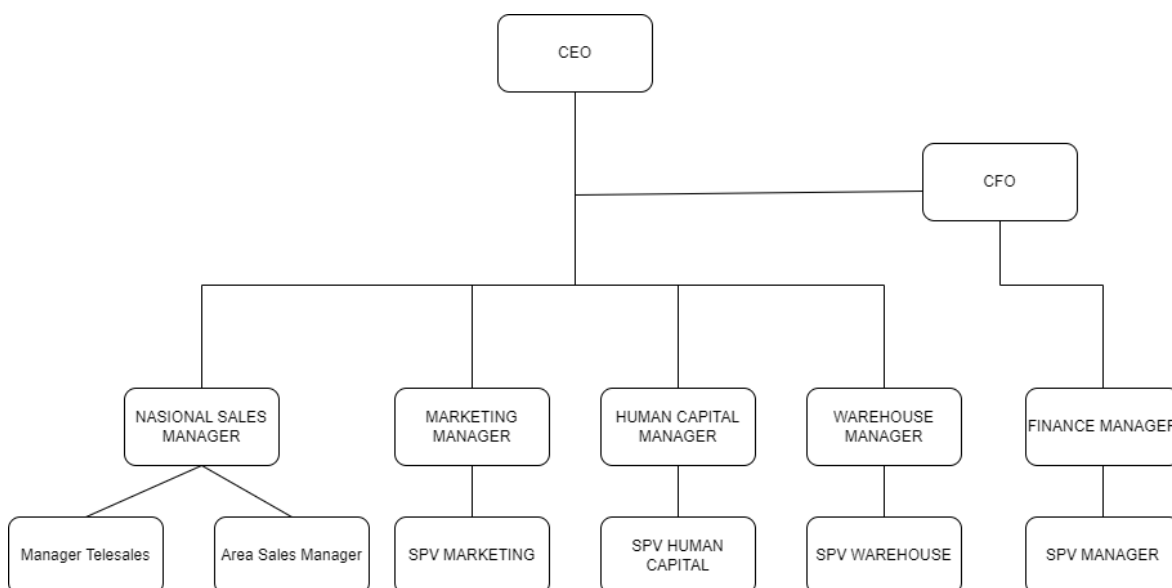 CEO
CFO
NASIONAL SALES
MANAGER
MARKETING
MANAGER
HUMAN CAPITAL
MANAGER
WAREHOUSE
MANAGER
FINANCE MANAGER
Manager Telesales
Area Sales Manager
SPV MARKETING
SPV HUMAN
CAPITAL
SPV WAREHOUSE
SPV MANAGER